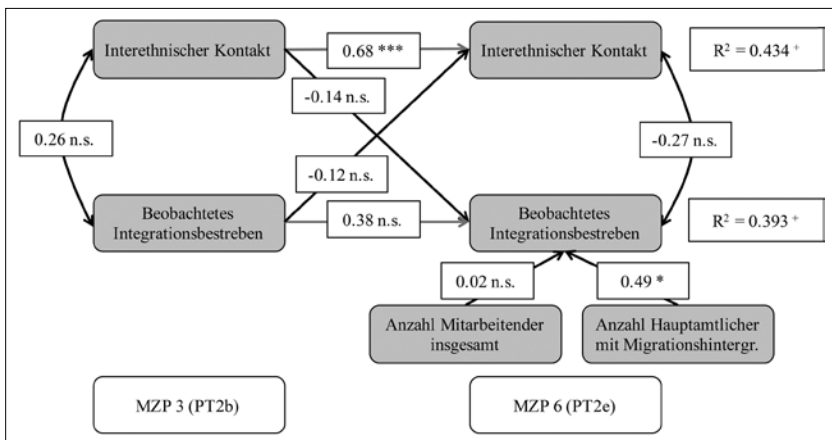 Interethnischer Kontakt
0.68 ***
Interethnischer Kontakt
R² = 0.434 ⁺
-0.14 n.s.
0.26 n.s.
-0.27 n.s.
-0.12 n.s.
Beobachtetes
Integrationsbestreben
0.38 n.s.
Beobachtetes
Integrationsbestreben
R² = 0.393 ⁺
0.02 n.s.
0.49 *
Anzahl Mitarbeitender
insgesamt
Anzahl Hauptamtlicher
mit Migrationshintergr.
MZP 3 (PT2b)
MZP 6 (PT2e)